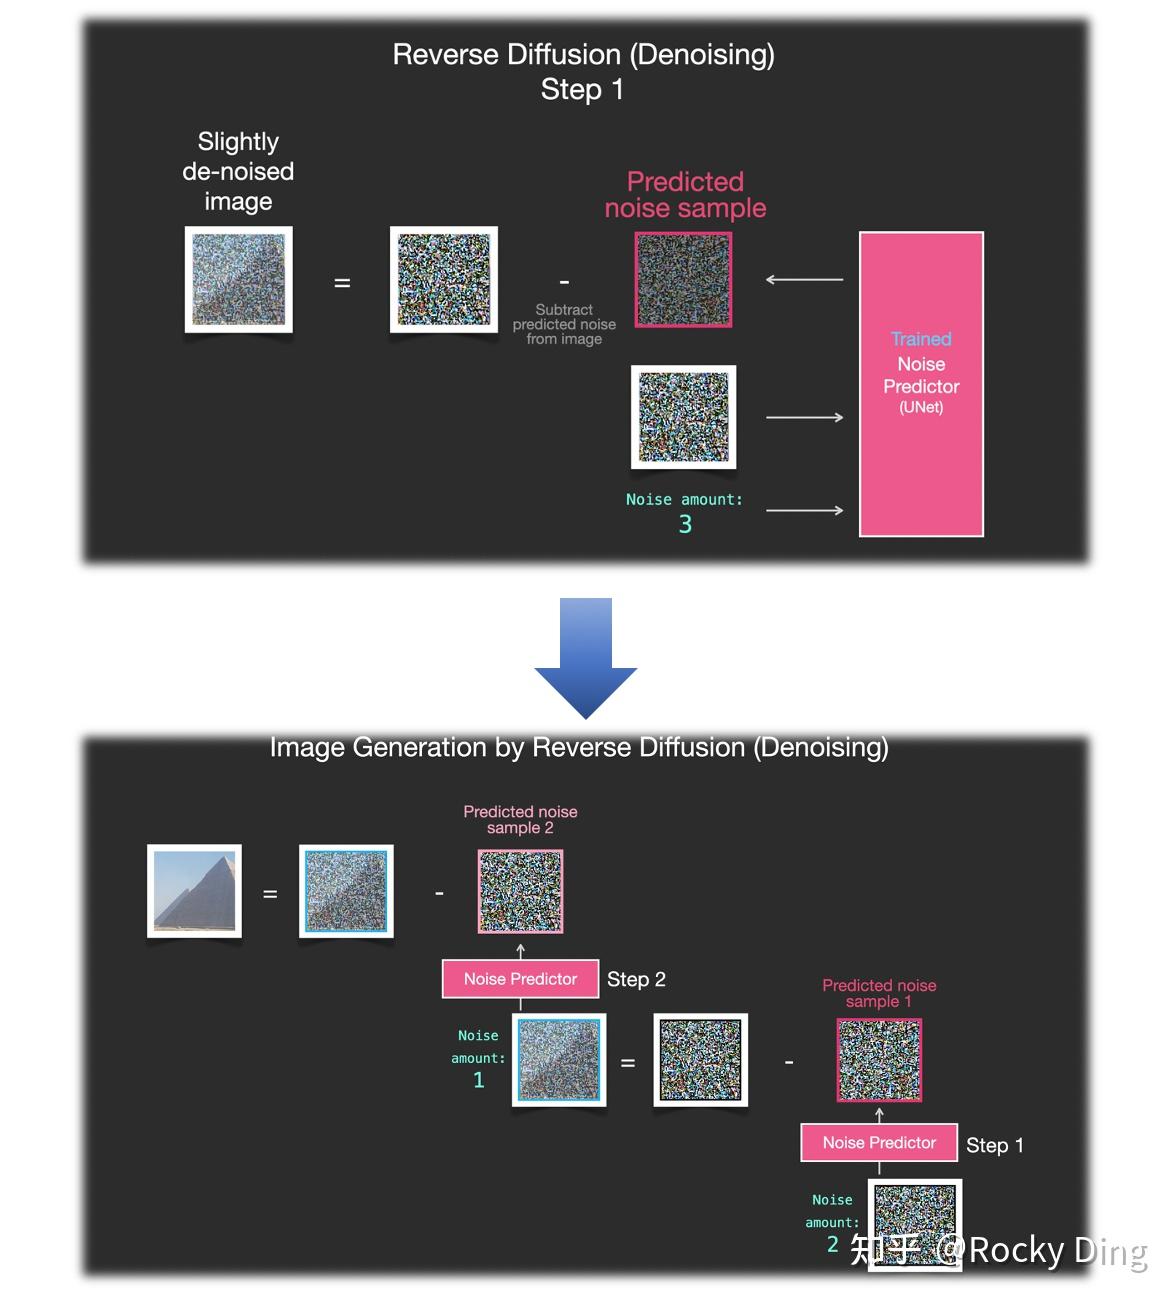 Reverse Diffusion (Denoising)
Step 1
Slightly
de-noised
image
=
-
Subtract
predicted noise
from image
Predicted
noise sample
Trained
Noise
Predictor
(UNet)
Noise amount:
3
Image Generation by Reverse Diffusion (Denoising)
Predicted noise
sample 2
=
-
Noise Predictor
Step 2
Noise
amount:
1
=
-
Predicted noise
sample 1
Noise Predictor
Step 1
Noise
amount:
2
知乎 @Rocky Ding